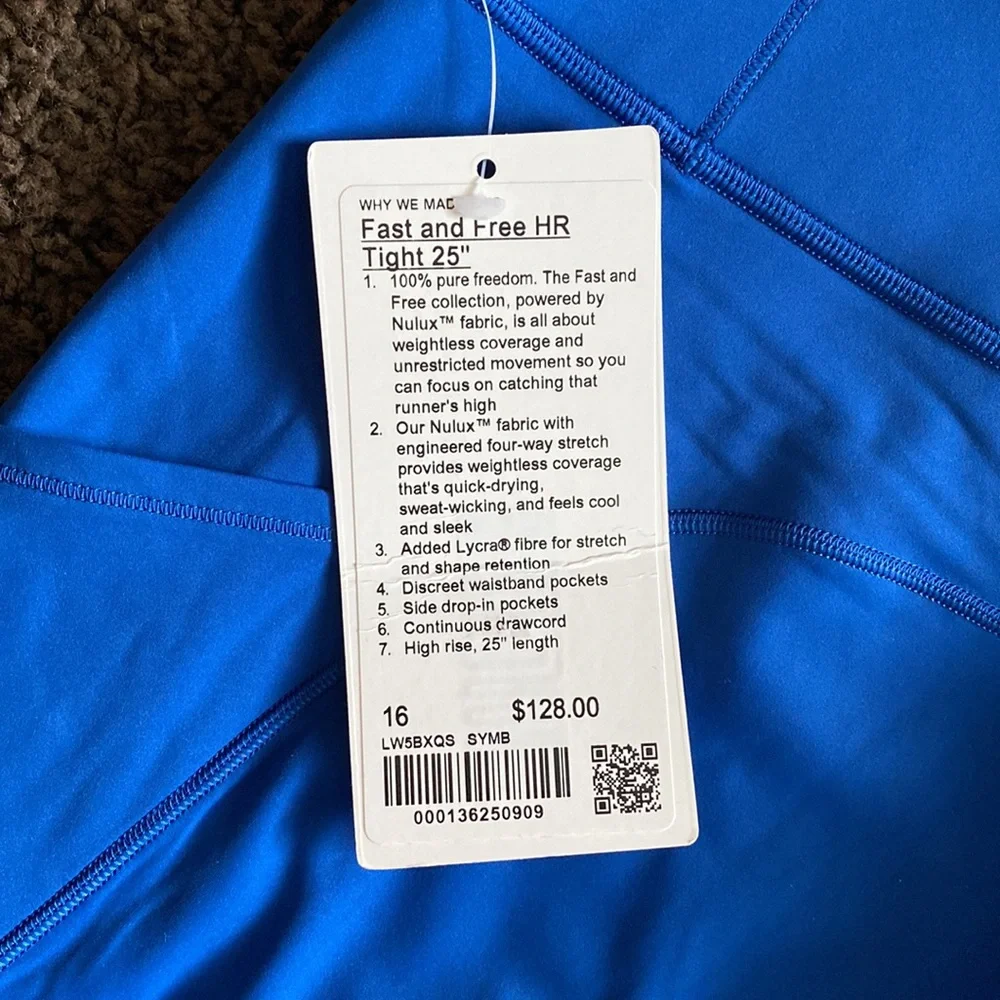 WHY WE MAD
Fast and Free HR
Tight 25"
1. 100% pure freedom. The Fast and
Free collection, powered by
Nulux™ fabric, is all about
weightless coverage and
unrestricted movement so you
can focus on catching that
runner's high
2. Our Nulux™ fabric with
engineered four-way stretch
provides weightless coverage
that's quick-drying,
sweat-wicking, and feels cool
and sleek
3. Added Lycra® fibre for stretch
and shape retention
4. Discreet waistband pockets
5. Side drop-in pockets
6. Continuous drawcord
7. High rise, 25" length
16 $128.00
LW5BXQS SYMB
000136250909